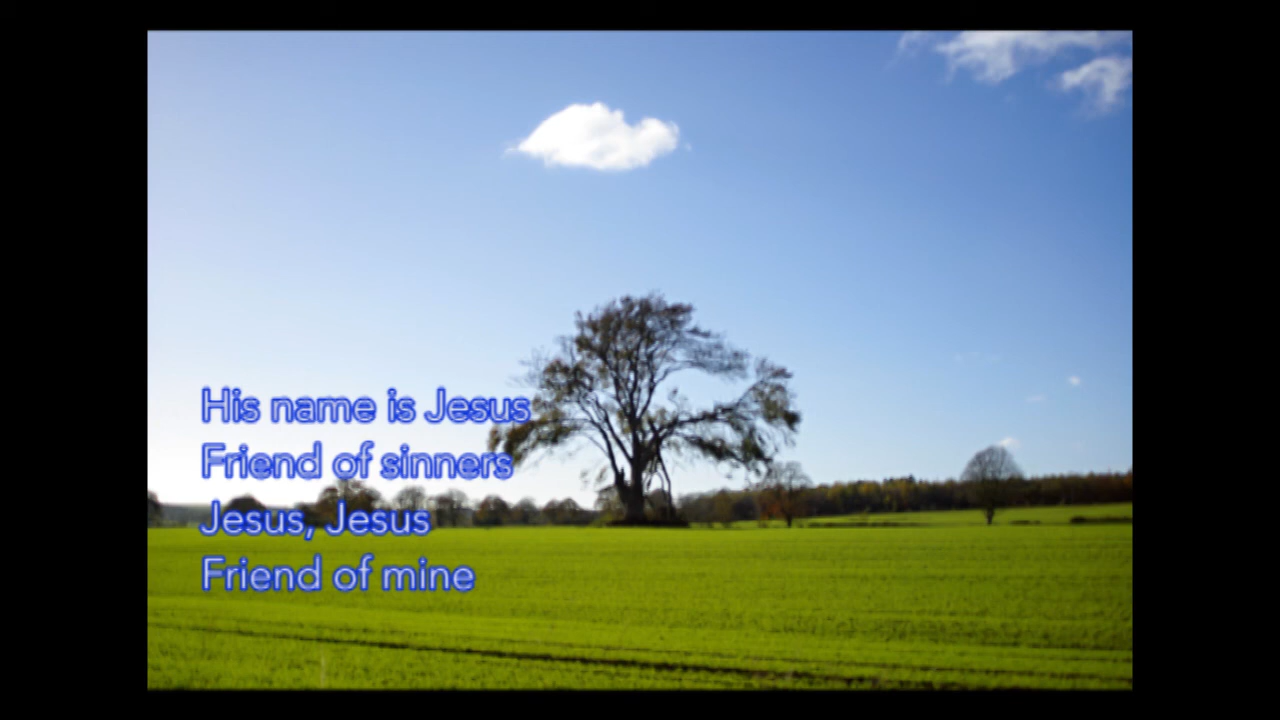 His name is Jesus
Friend of sinners
Jesus, Jesus
Friend of mine